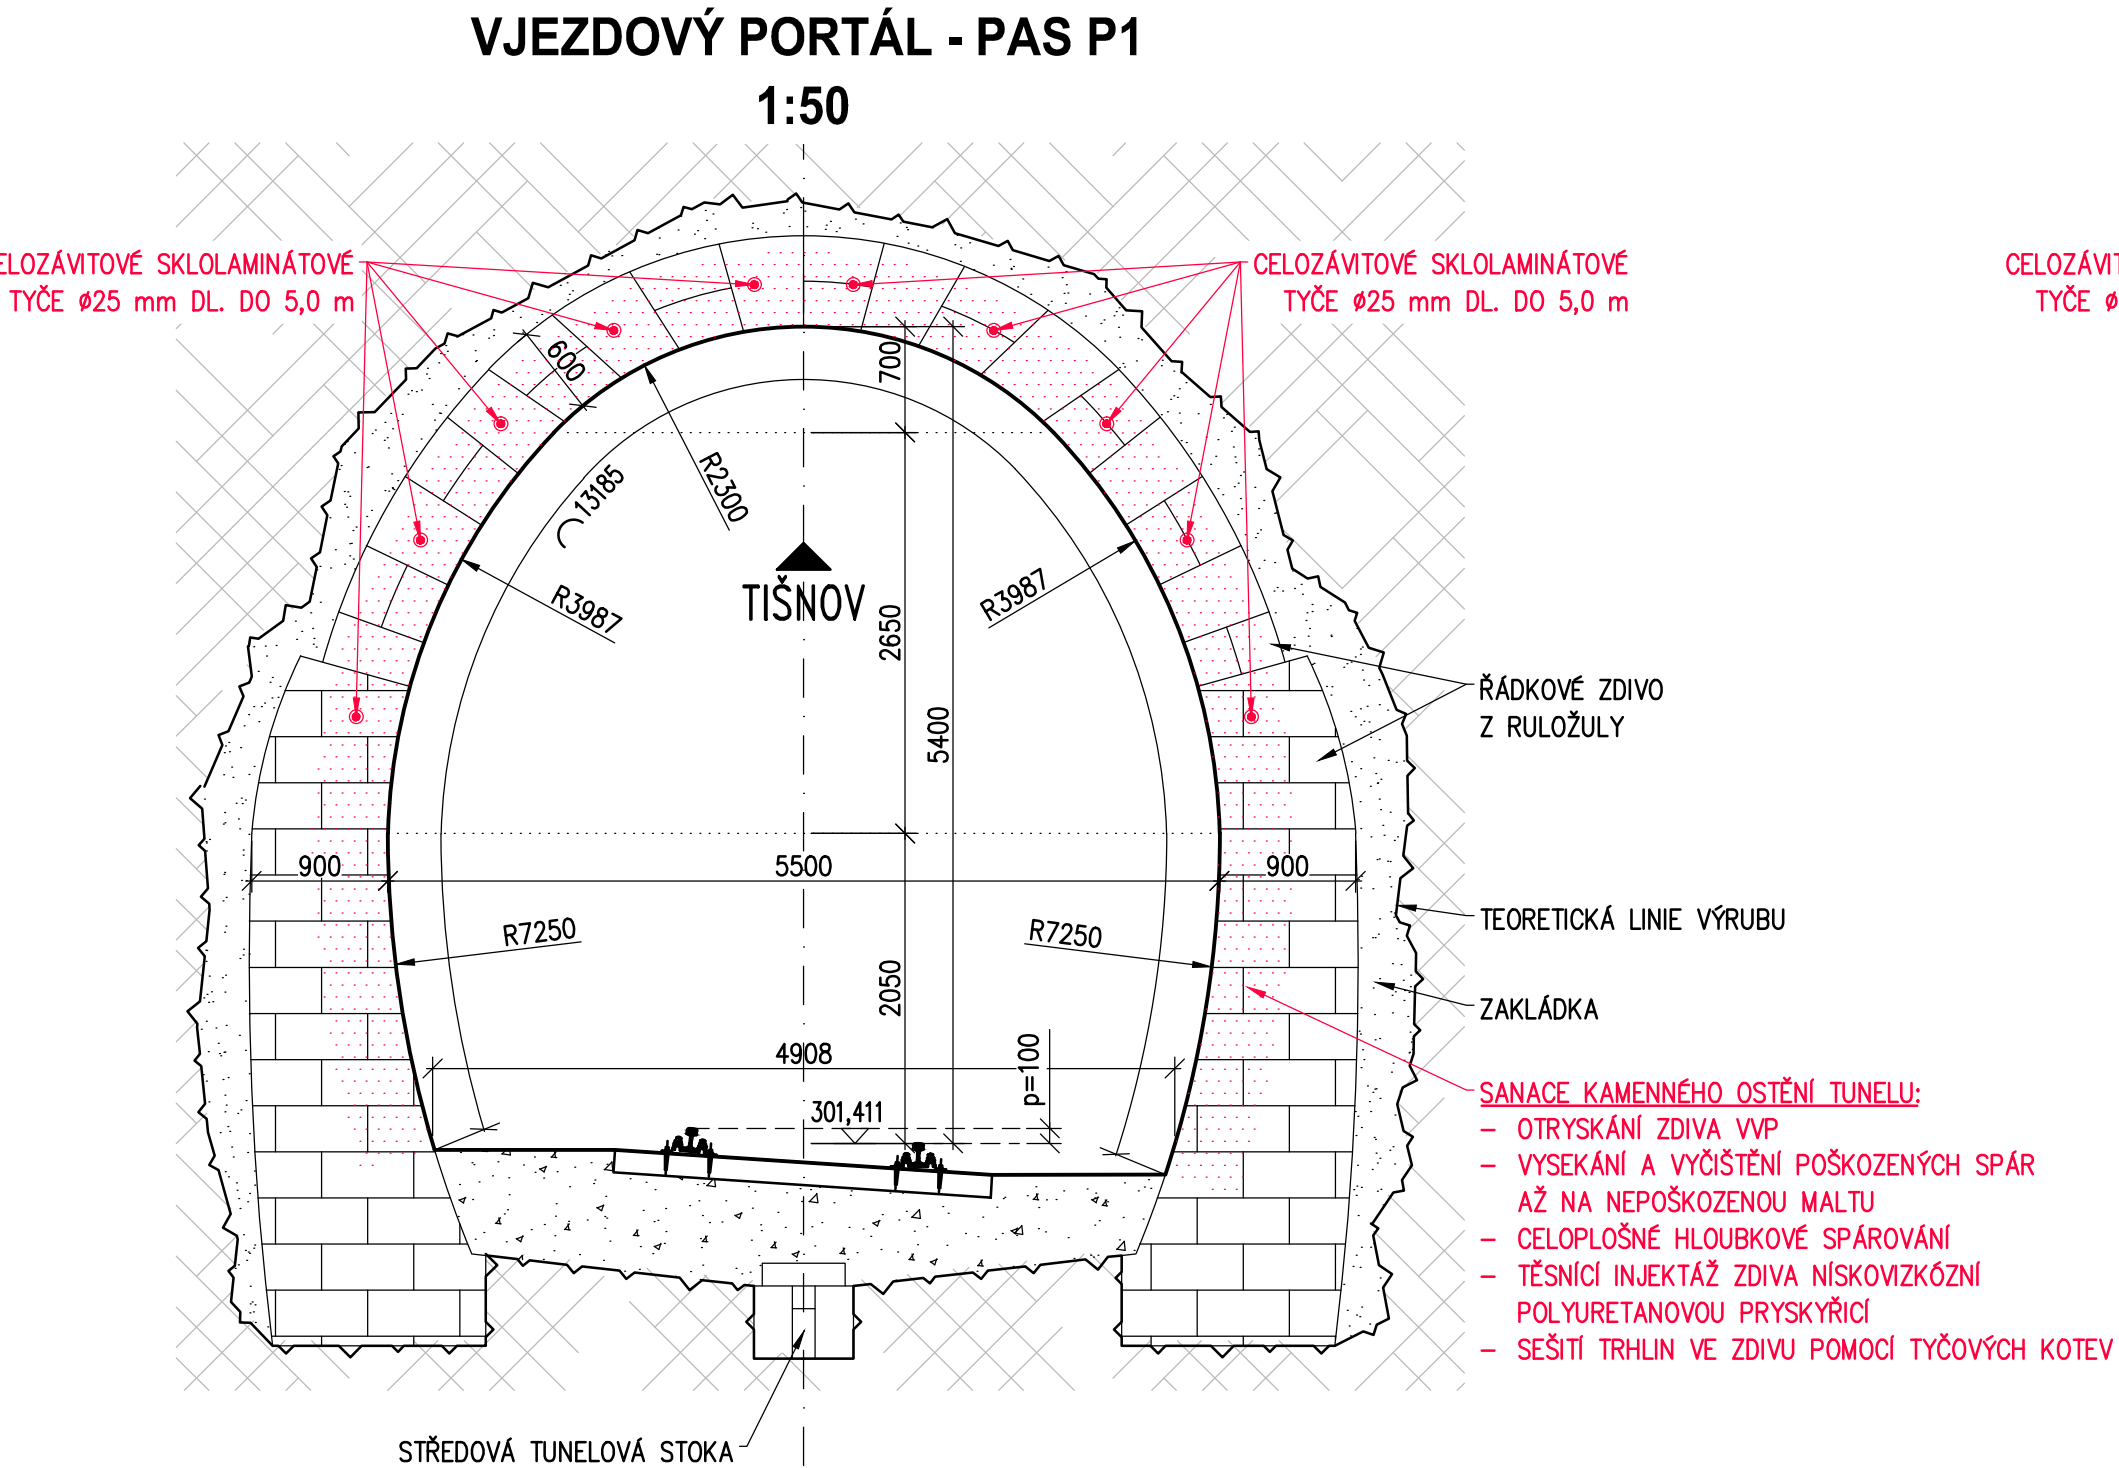 VJEZDOVÝ PORTÁL - PAS P1
1:50
ELOZÁVITOVÉ SKLOLAMINÁTOVÉ
TYČE ø25 mm DL. DO 5,0 m
CELOZÁVITOVÉ SKLOLAMINÁTOVÉ
TYČE ø25 mm DL. DO 5,0 m
CELOZÁVIT
TYČE ø
600
700
R2300
13185
TIŠNOV
R3987
R3987
2650
5400
ŘÁDKOVÉ ZDIVO
Z RULOŽULY
900
5500
900
TEORETICKÁ LINIE VÝRUBU
R7250
R7250
2050
ZAKLÁDKA
4908
p=100
301,411
SANACE KAMENNÉHO OSTĚNÍ TUNELU:
– OTRYSKÁNÍ ZDIVA VVP
– VYSEKÁNÍ A VYČIŠTĚNÍ POŠKOZENÝCH SPÁR
AŽ NA NEPOŠKOZENOU MALTU
– CELOPLOŠNÉ HLOUBKOVÉ SPÁROVÁNÍ
– TĚSNÍCÍ INJEKTÁŽ ZDIVA NÍSKOVIZKÓZNÍ
POLYURETANOVOU PRYSKYŘICÍ
– SEŠITÍ TRHLIN VE ZDIVU POMOCÍ TYČOVÝCH KOTEV
STŘEDOVÁ TUNELOVÁ STOKA